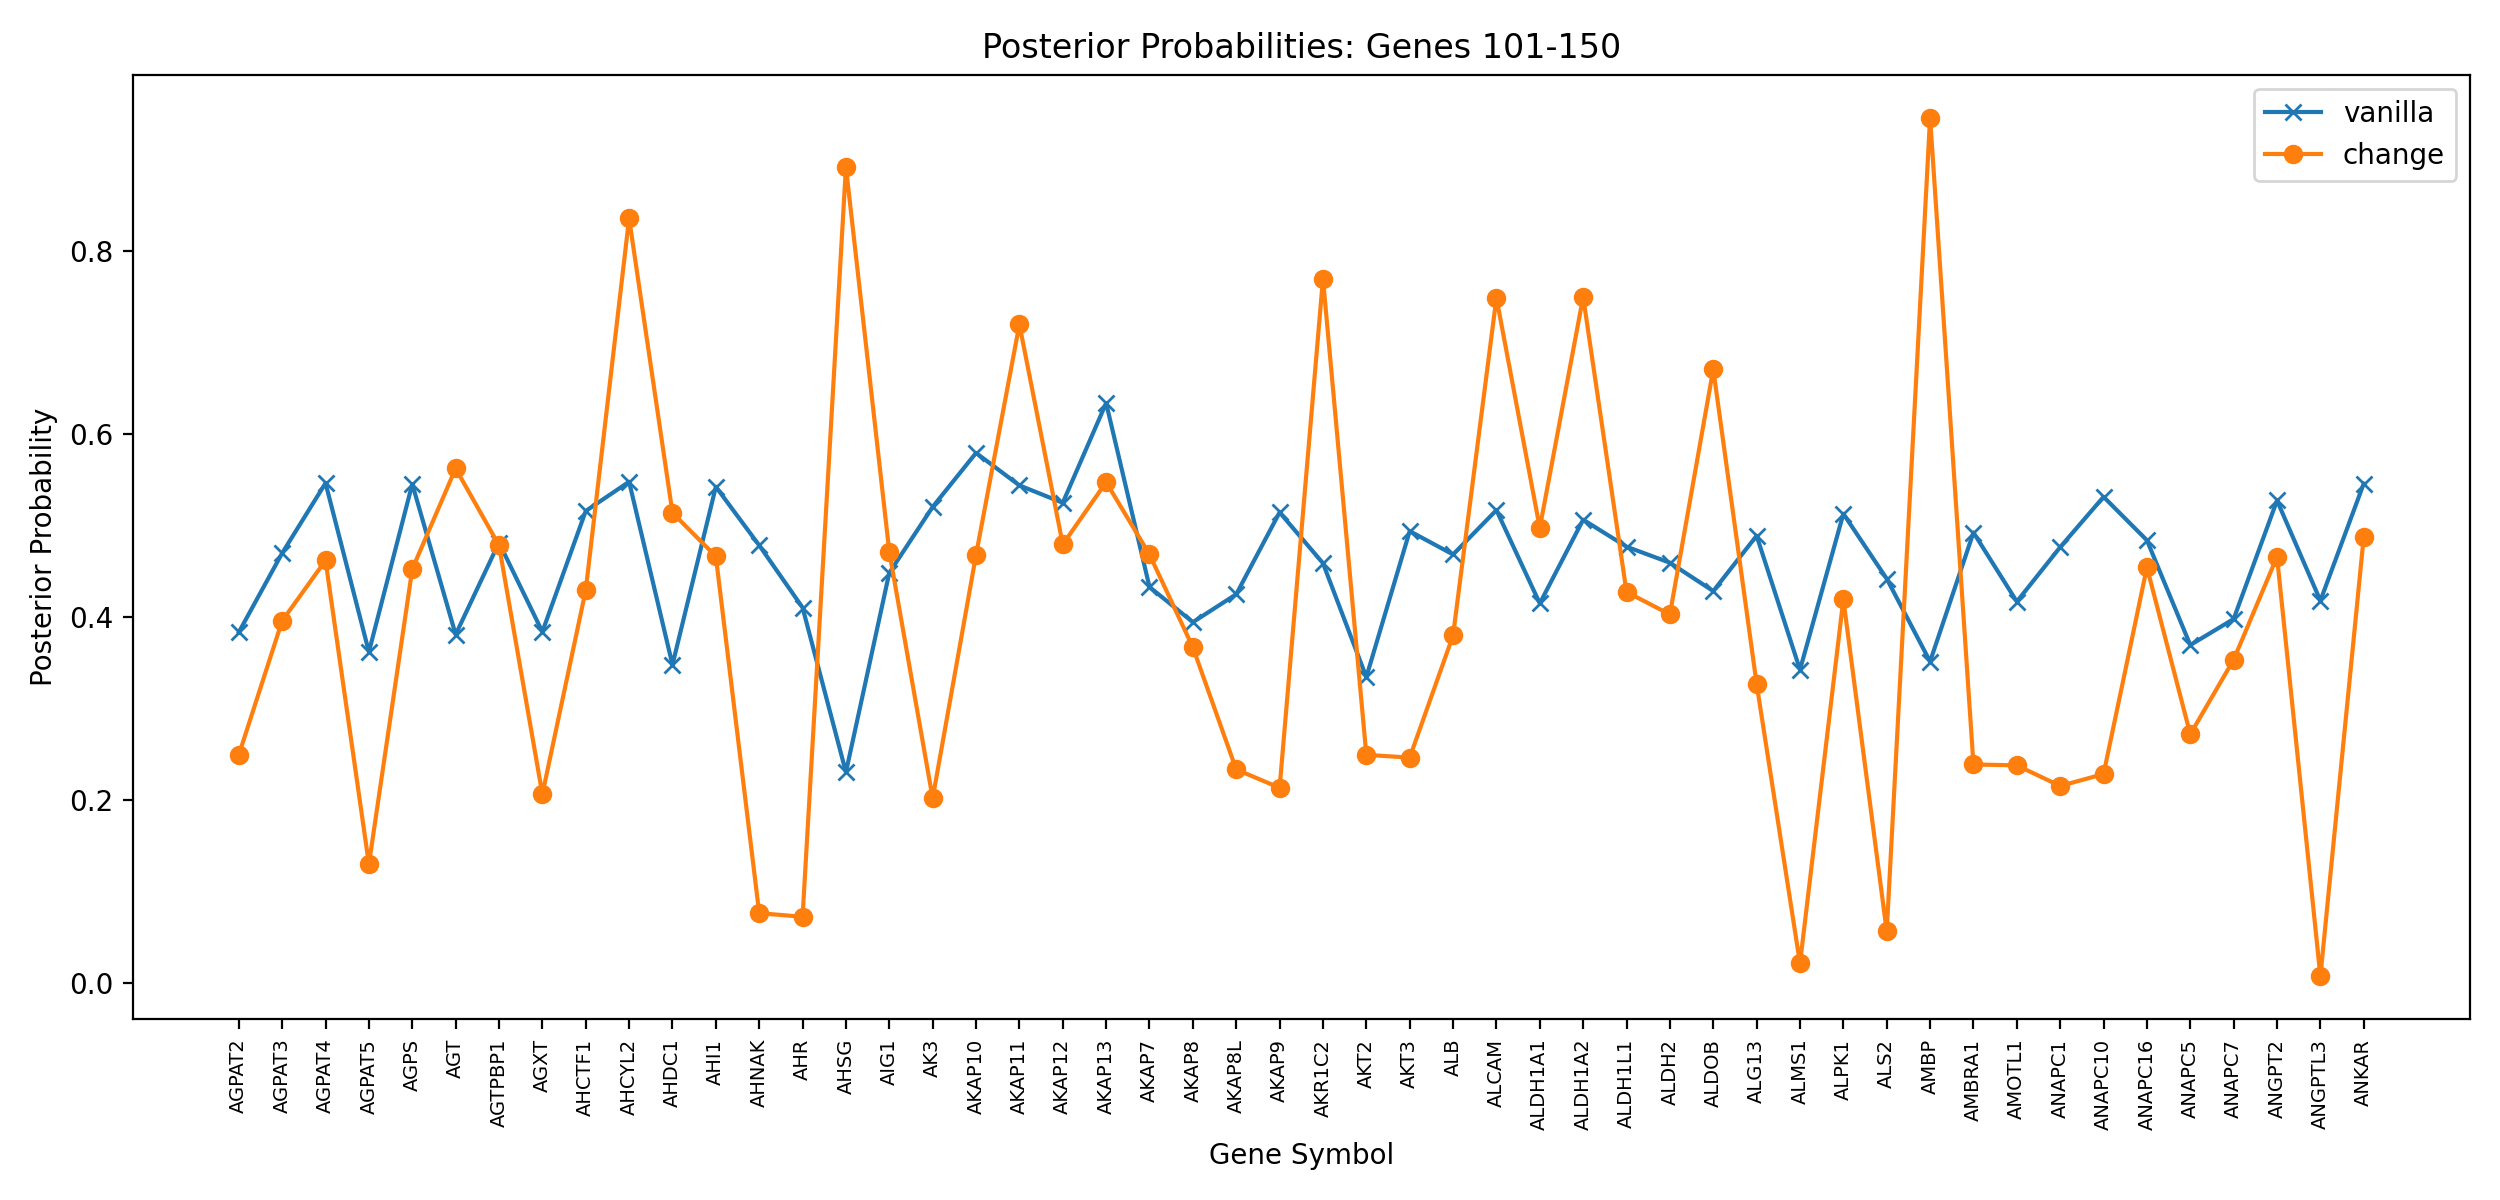 Posterior Probabilities: Genes 101-150
vanilla
change
Posterior Probability
0.8
0.6
0.4
0.2
0.0
AGPAT2
AGPAT3
AGPAT4
AGPAT5
AGPS
AGT
AGTPBP1
AGXT
AHCTF1
AHCYL2
AHDC1
AHI1
AHNAK
AHR
AHSG
AIG1
AK3
AKAP10
AKAP11
AKAP12
AKAP13
AKAP7
AKAP8
AKAP8L
AKAP9
AKR1C2
AKT2
AKT3
ALB
ALCAM
ALDH1A1
ALDH1A2
ALDH1L1
ALDH2
ALDOB
ALG13
ALMS1
ALPK1
ALS2
AMBP
AMBRA1
AMOTL1
ANAPC1
ANAPC10
ANAPC16
ANAPC5
ANAPC7
ANGPT2
ANGPTL3
ANKAR
Gene Symbol